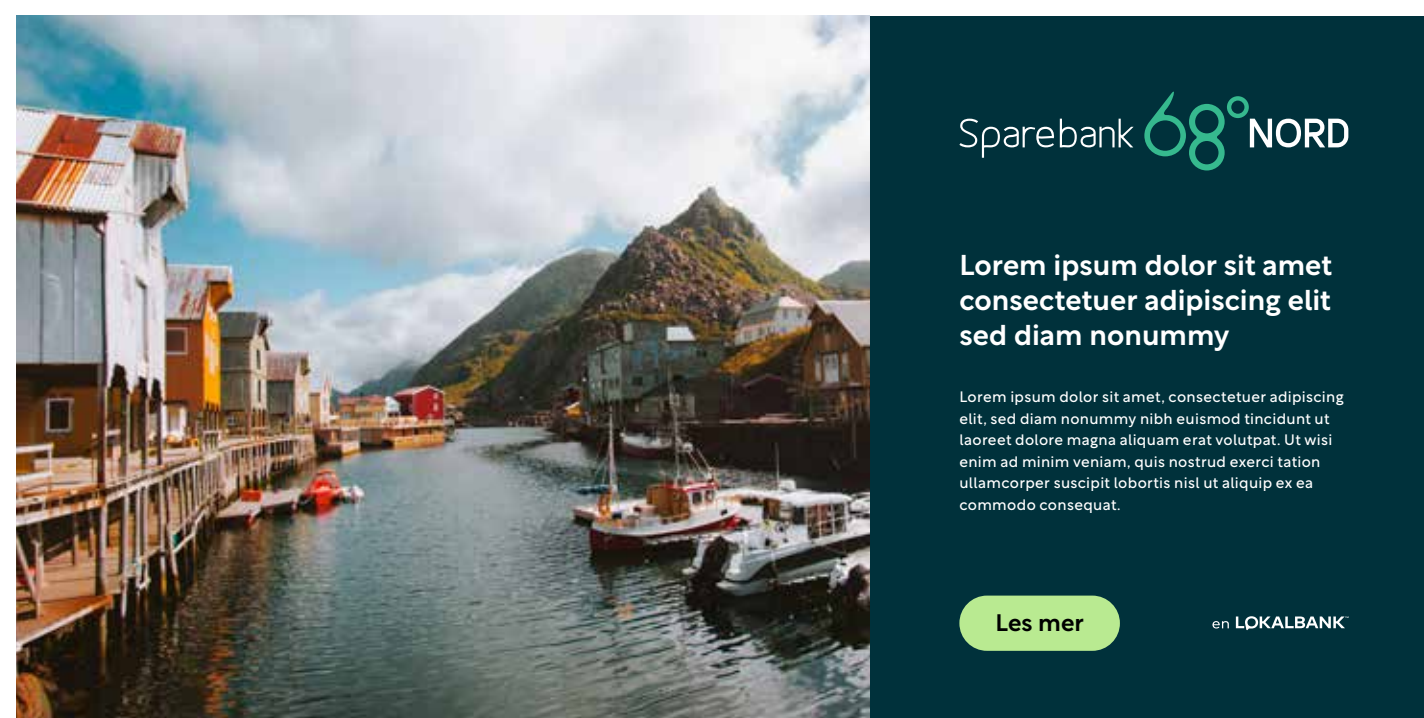 Sparebank 68° NORD
Lorem ipsum dolor sit amet
consectetuer adipiscing elit
sed diam nonummy
Lorem ipsum dolor sit amet, consectetuer adipiscing
elit, sed diam nonummy nibh euismod tincidunt ut
laoreet dolore magna aliquam erat volutpat. Ut wisi
enim ad minim veniam, quis nostrud exerci tation
ullamcorper suscipit lobortis nisl ut aliquip ex ea
commodo consequat.
Les mer
en LOKALBANK™